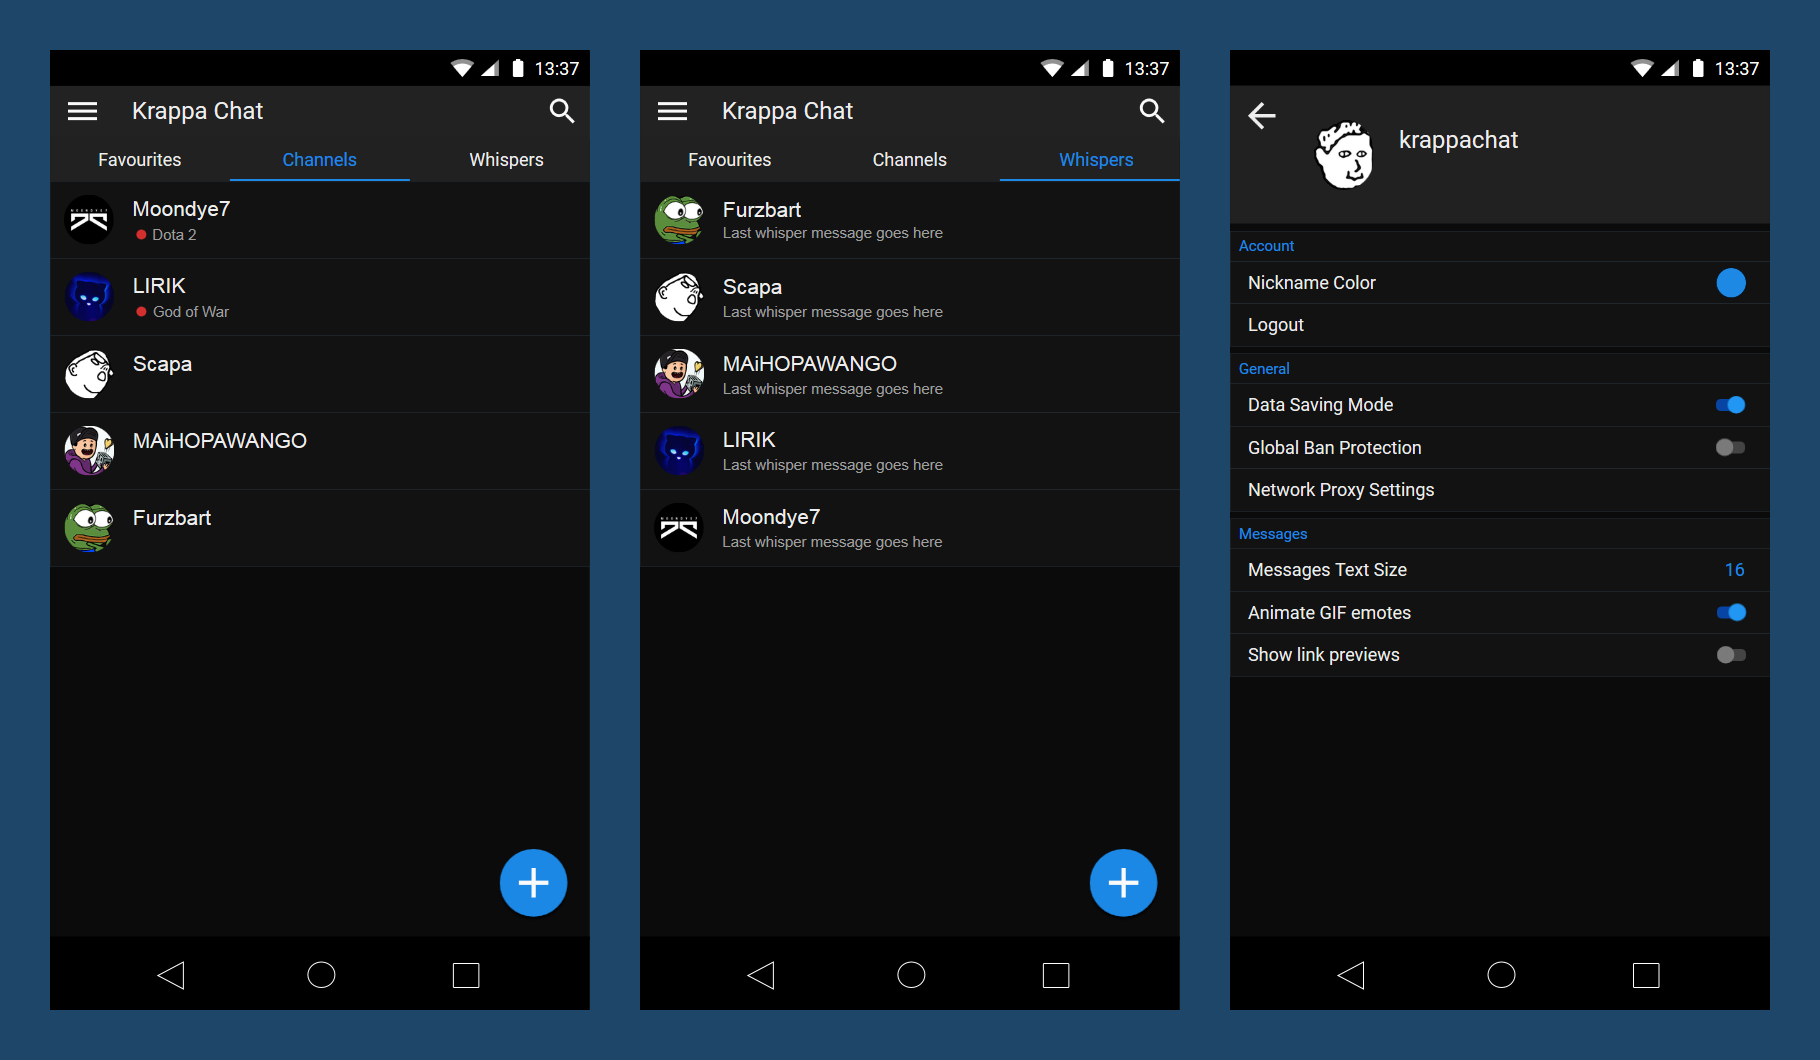 13:37
Krappa Chat
Favourites Channels Whispers
Moondye7
Dota 2
LIRIK
God of War
Scapa
MAiHOPAWANGO
Furzbart
13:37
Krappa Chat
Favourites Channels Whispers
Furzbart
Last whisper message goes here
Scapa
Last whisper message goes here
MAiHOPAWANGO
Last whisper message goes here
LIRIK
Last whisper message goes here
Moondye7
Last whisper message goes here
13:37
krappachat
Account
Nickname Color
Logout
General
Data Saving Mode
Global Ban Protection
Network Proxy Settings
Messages
Messages Text Size 16
Animate GIF emotes
Show link previews